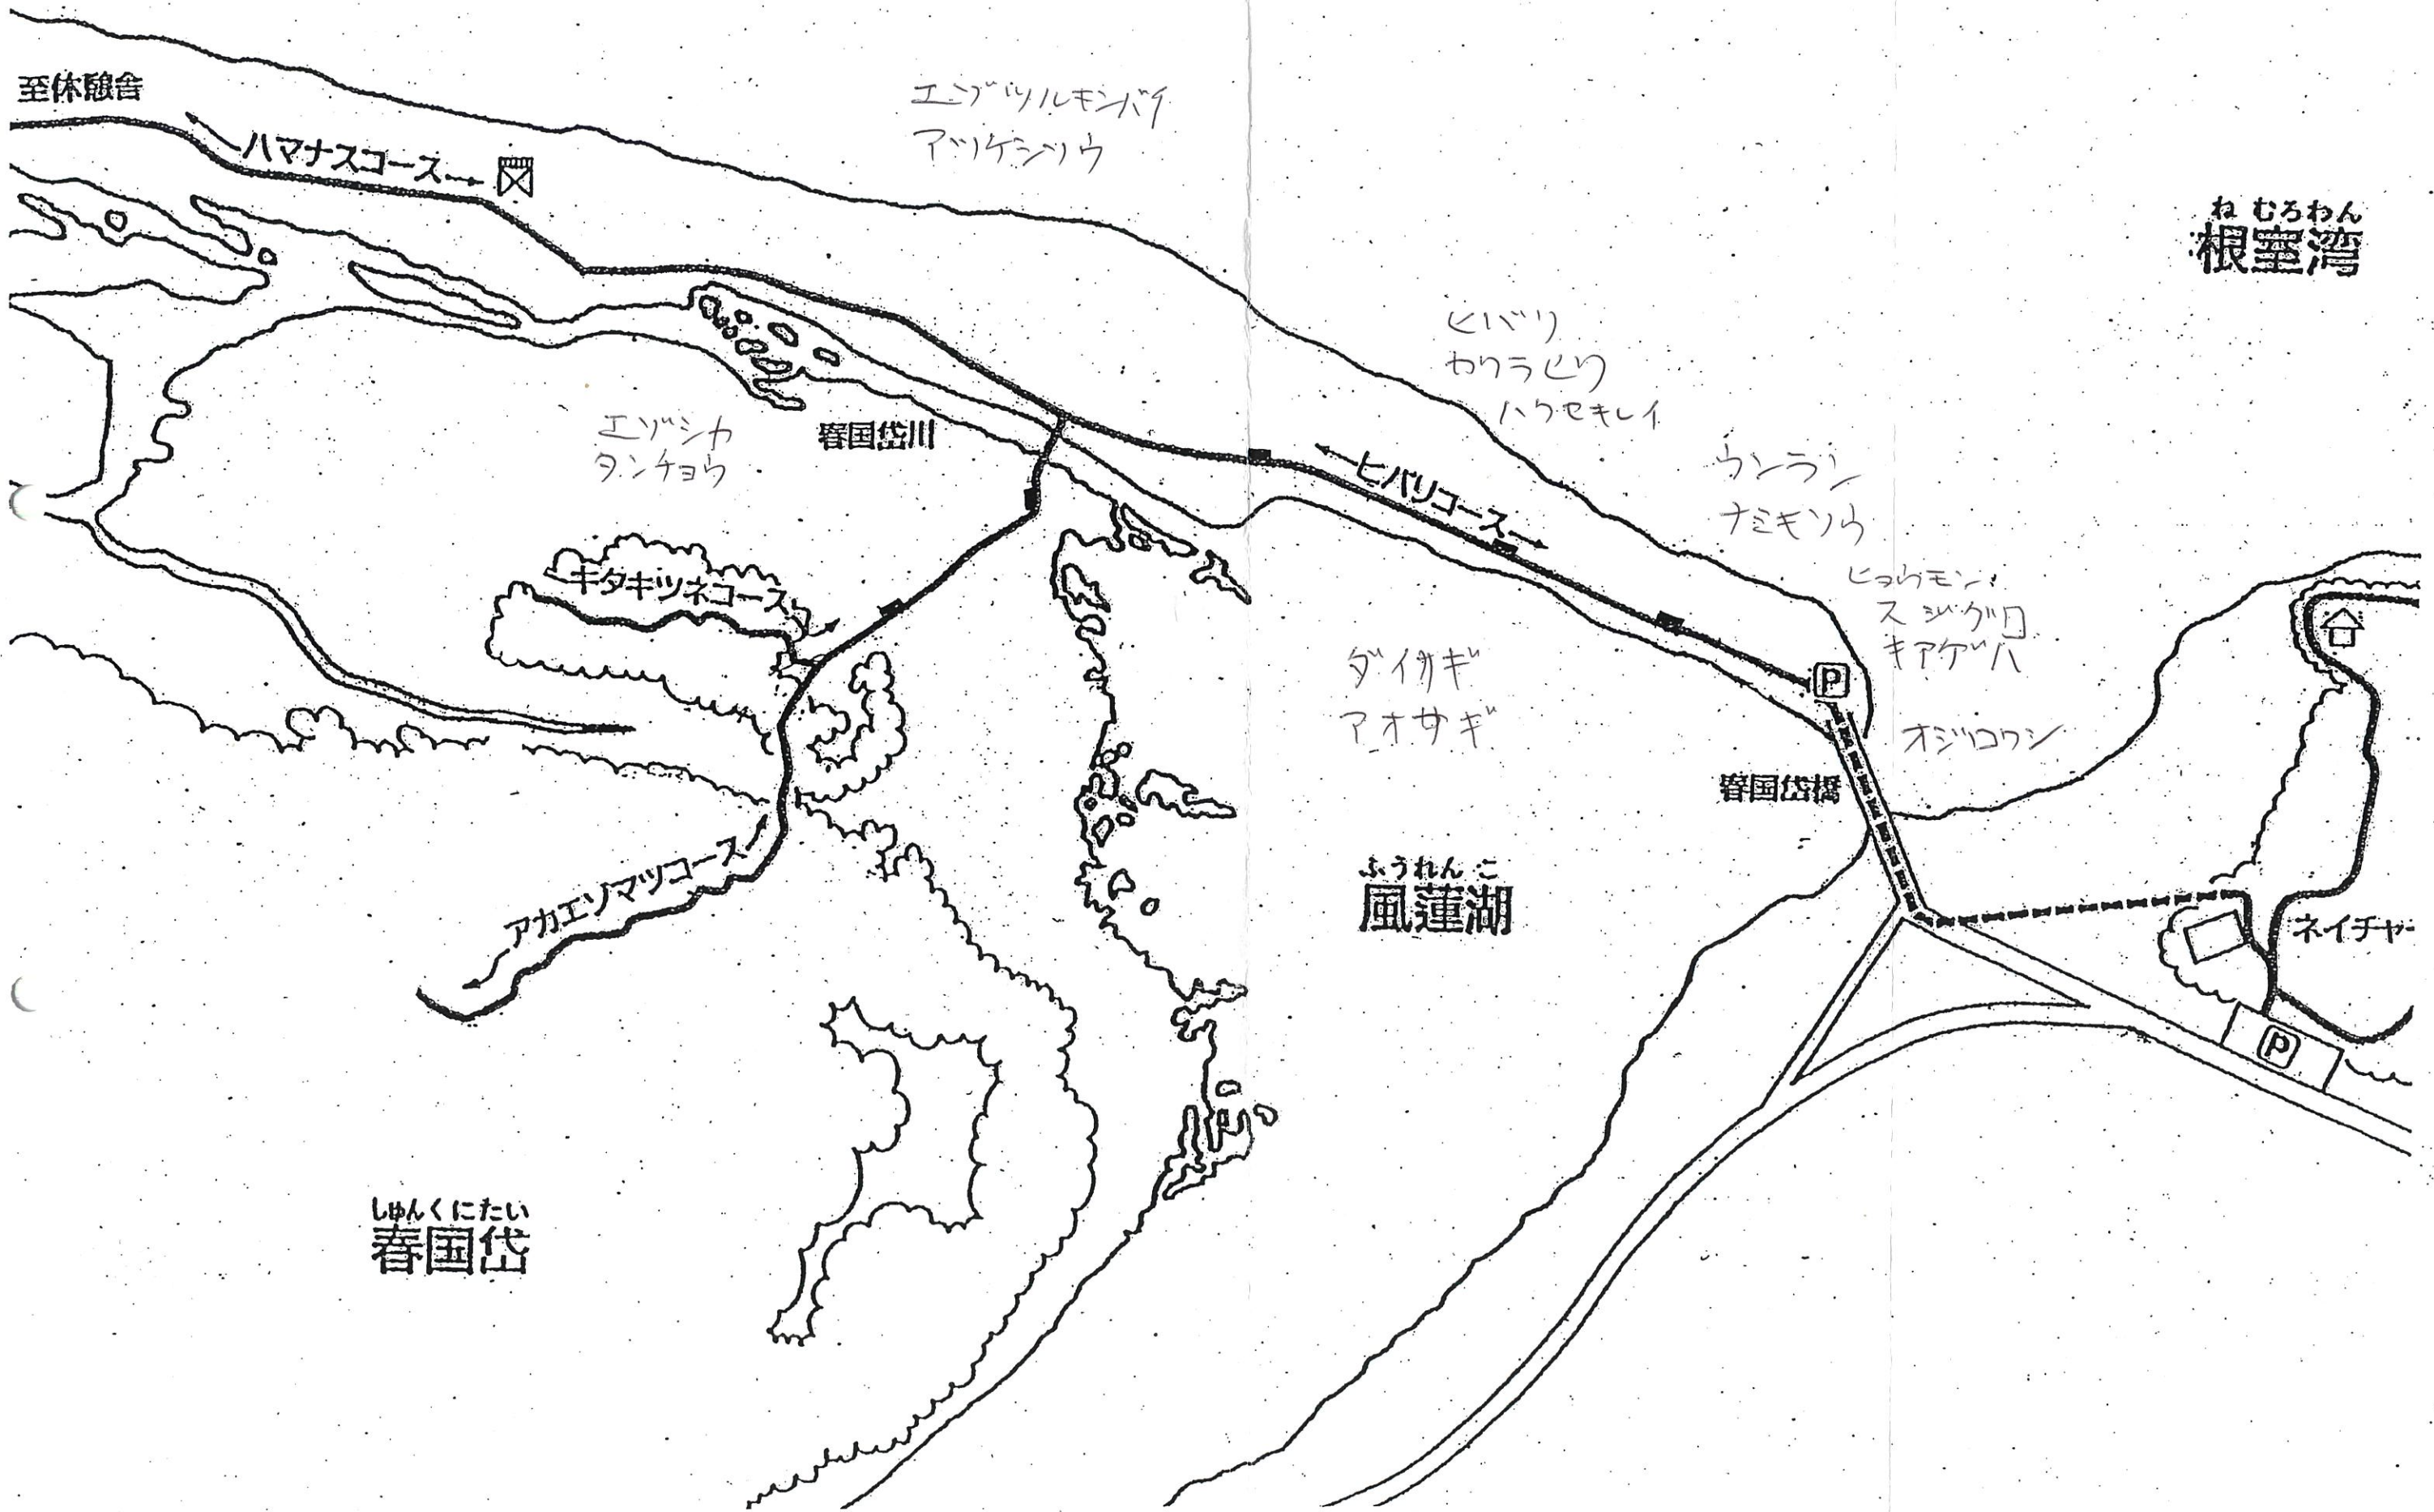 至休憩舎
ハマナスコース
エゾツルキンバイ
アッケシソウ
ね むろわん
根室湾
ヒバリ
カワラヒワ
ハクセキレイ
エゾシカ
タンチョウ
春国岱川
ヒバリコース
ウンラン
ナミキソウ
キタキツネコース
ヒョウモン
スジグロ
キアゲハ
ダイサギ
アオサギ
P
オジロワシ
春国岱橋
アカエゾマツコース
ふうれんこ
風蓮湖
ネイチャー
P
しゅんくにたい
春国岱